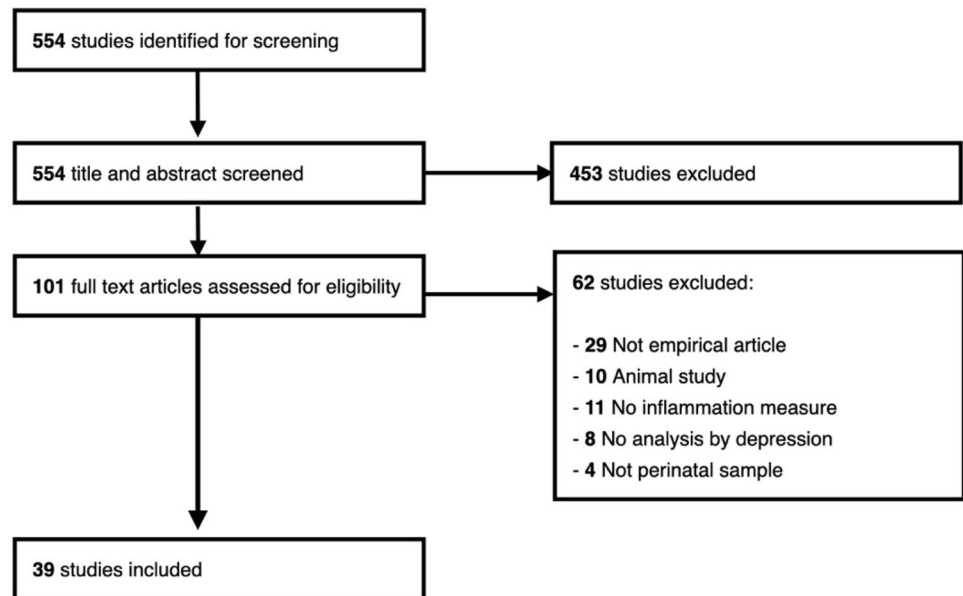 554 studies identified for screening
554 title and abstract screened
453 studies excluded
101 full text articles assessed for eligibility
62 studies excluded:
- 29 Not empirical article
- 10 Animal study
- 11 No inflammation measure
- 8 No analysis by depression
- 4 Not perinatal sample
39 studies included